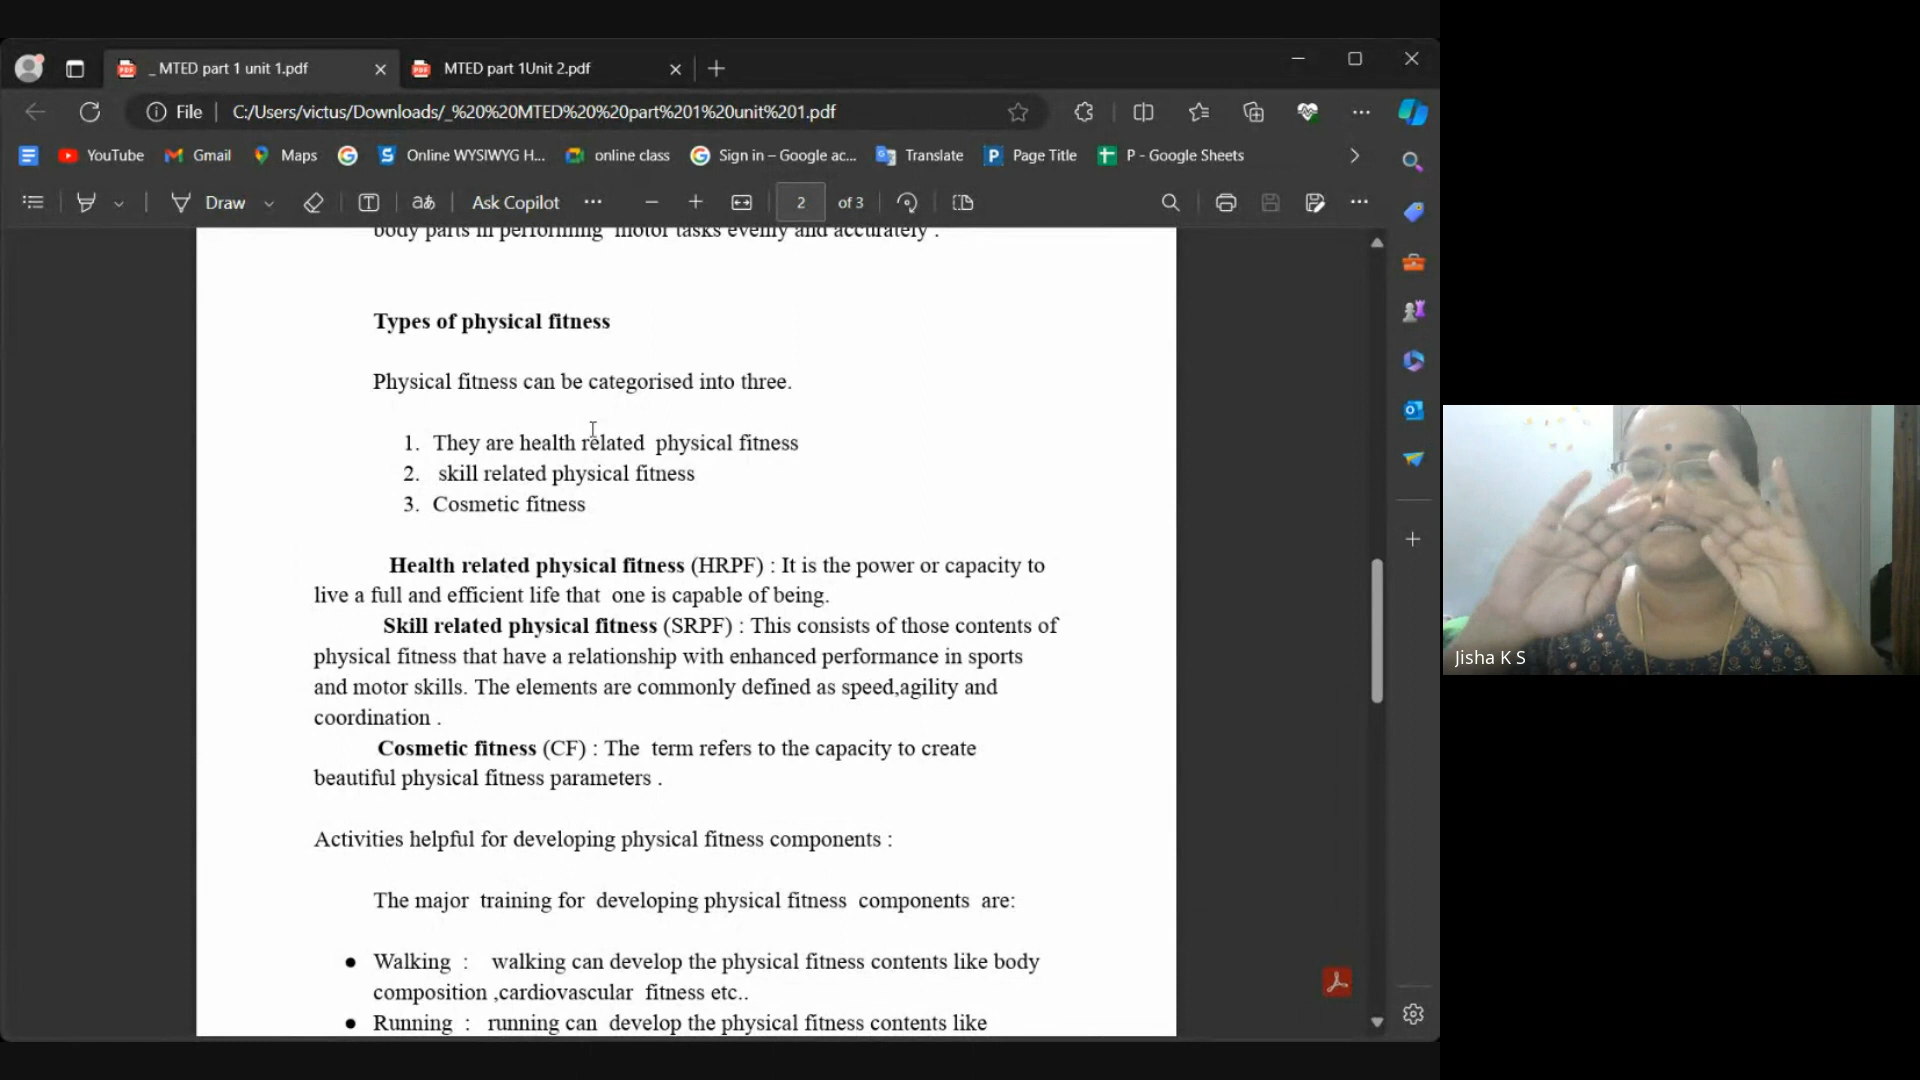 _ MTED part 1 unit 1.pdf
MTED part 1Unit 2.pdf
File
C:/Users/victus/Downloads/_%20%20MTED%20%20part%201%20unit%201.pdf
YouTube
Gmail
Maps
Online WYSIWYG H...
online class
Sign in – Google ac...
Translate
Page Title
P - Google Sheets
Draw
Ask Copilot
2 of 3
body parts in performing motor tasks evenly and accurately .
Types of physical fitness
Physical fitness can be categorised into three.
1. They are health related physical fitness
2. skill related physical fitness
3. Cosmetic fitness
Health related physical fitness (HRPF) : It is the power or capacity to
live a full and efficient life that one is capable of being.
Skill related physical fitness (SRPF) : This consists of those contents of
physical fitness that have a relationship with enhanced performance in sports
and motor skills. The elements are commonly defined as speed,agility and
coordination .
Cosmetic fitness (CF) : The term refers to the capacity to create
beautiful physical fitness parameters .
Activities helpful for developing physical fitness components :
The major training for developing physical fitness components are:
● Walking : walking can develop the physical fitness contents like body
composition ,cardiovascular fitness etc..
● Running : running can develop the physical fitness contents like
Jisha K S